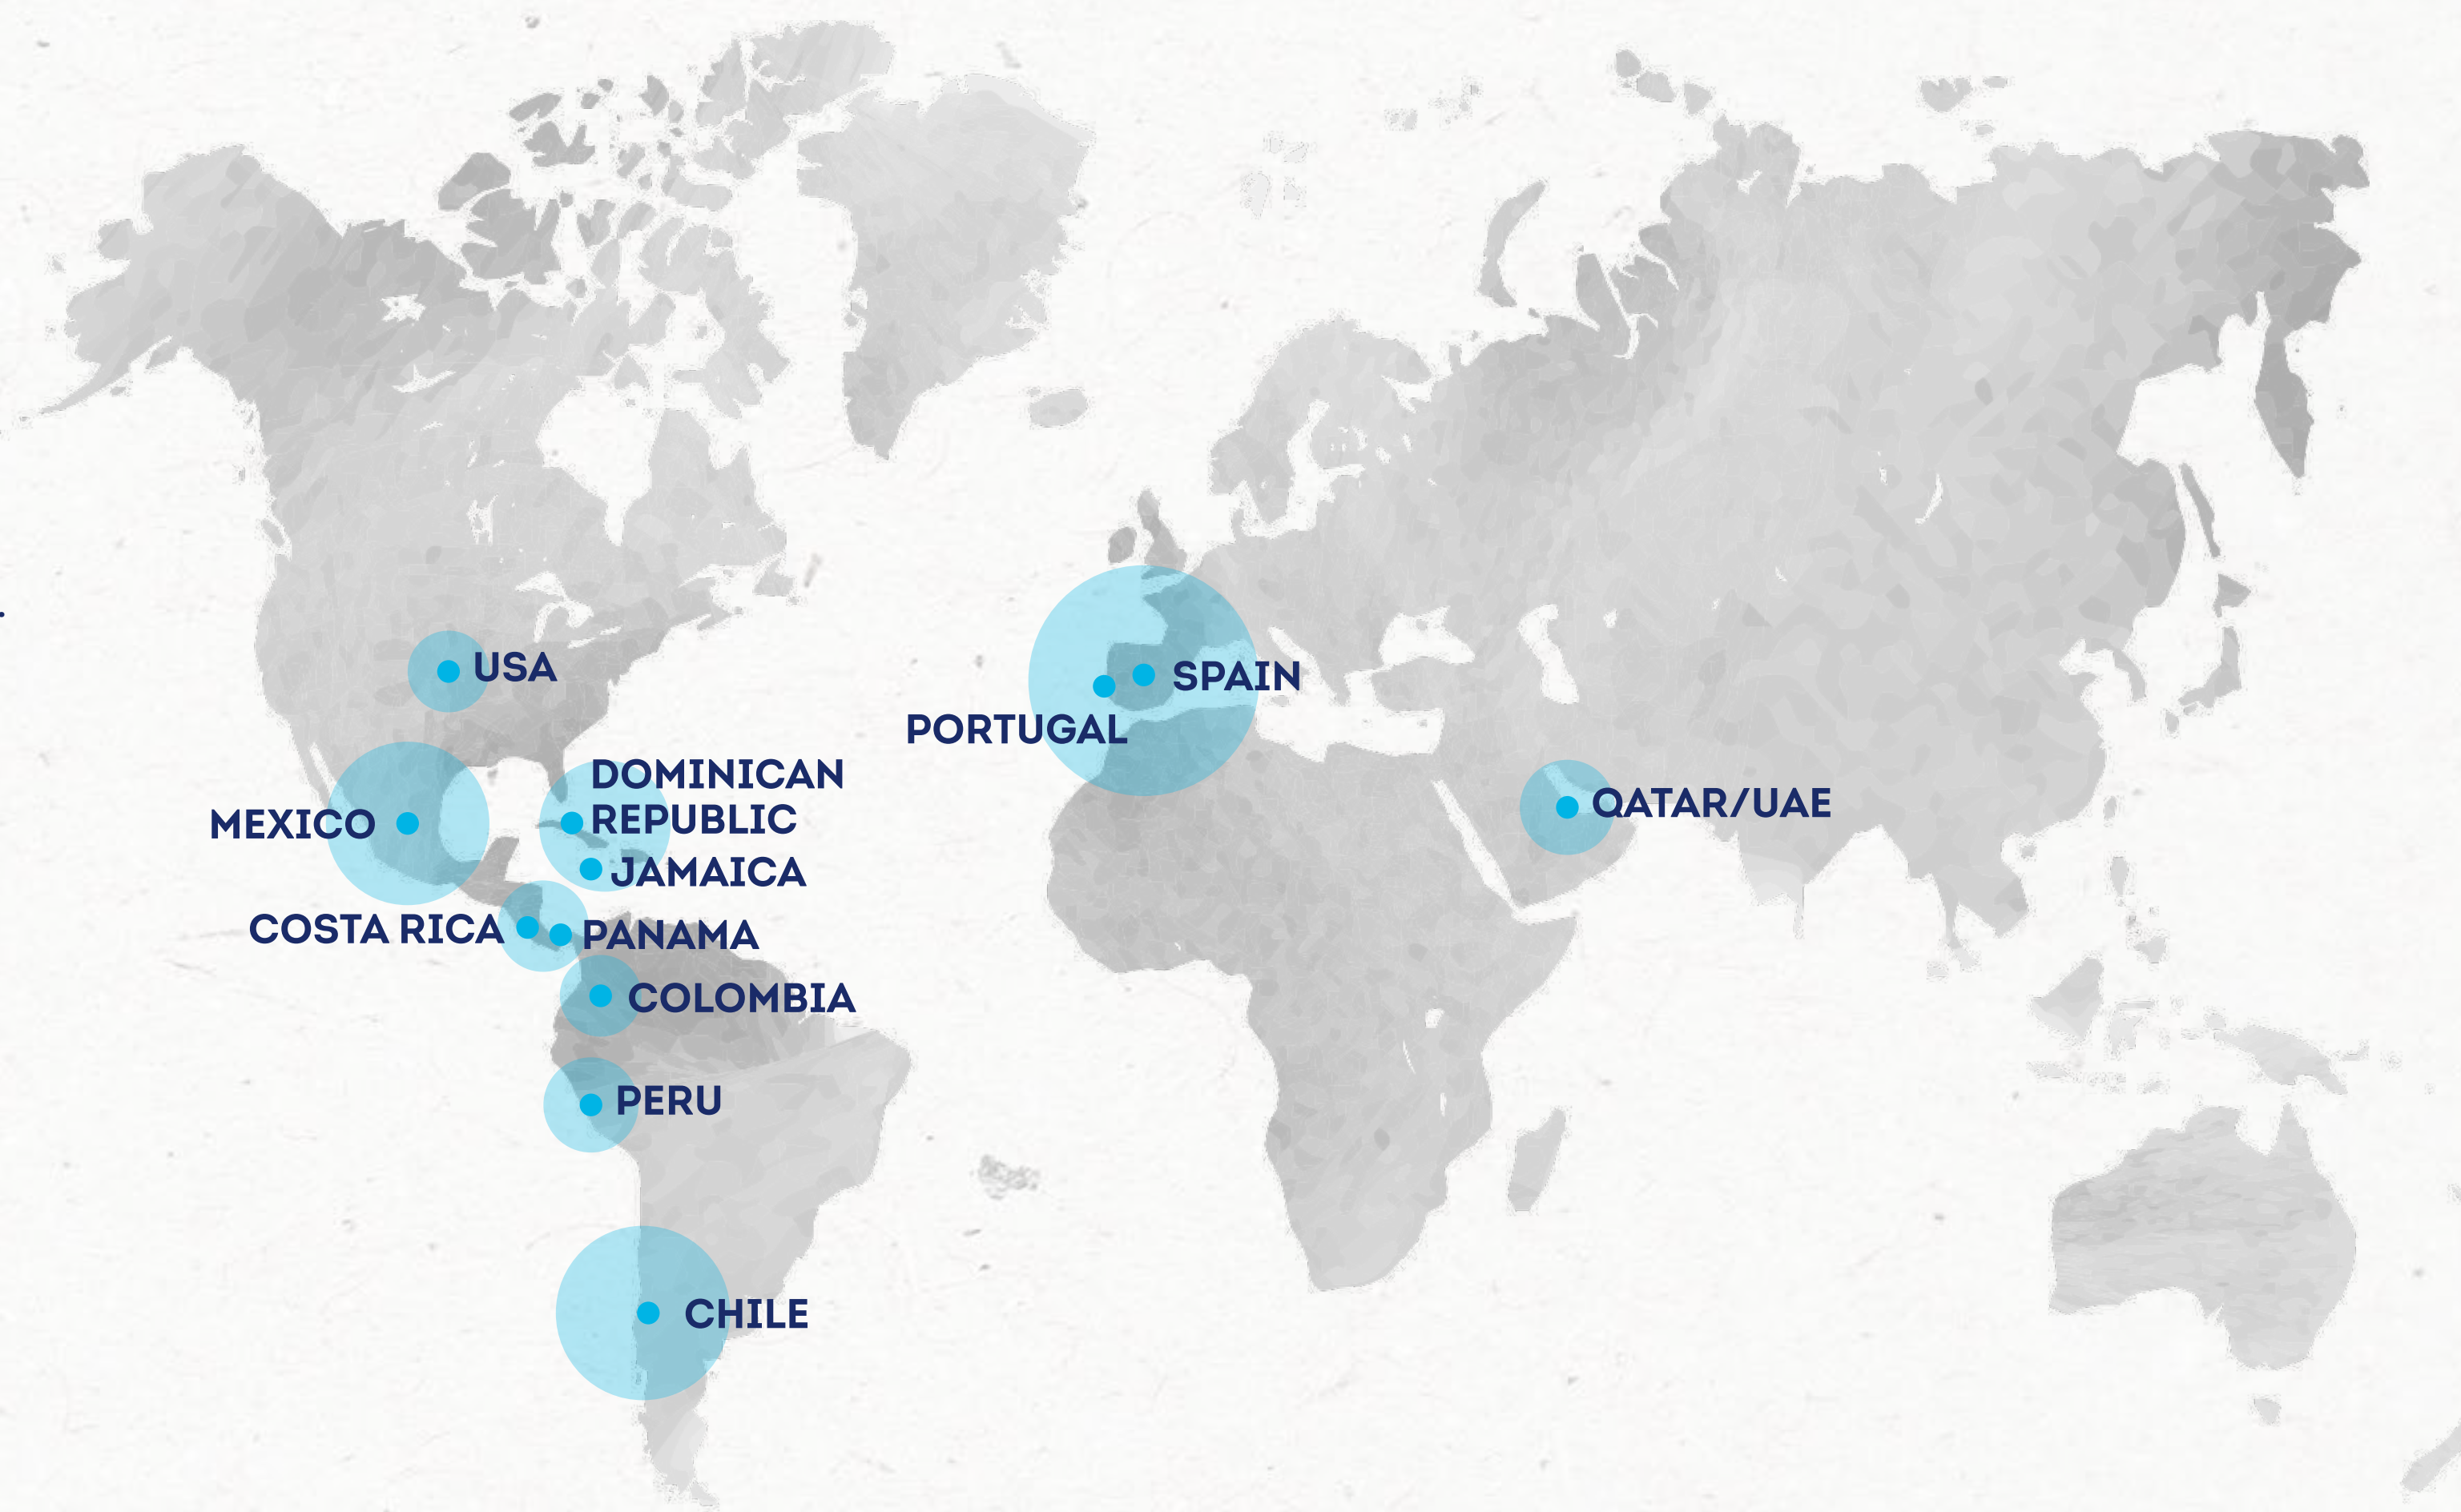 USA
SPAIN
PORTUGAL
DOMINICAN
REPUBLIC
MEXICO
QATAR/UAE
JAMAICA
COSTA RICA
PANAMA
COLOMBIA
PERU
CHILE